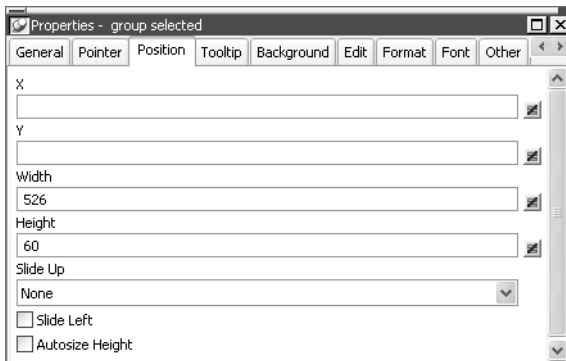 Properties - group selected
General Pointer Position Tooltip Background Edit Format Font Other
X
Y
Width
526
Height
60
Slide Up
None
Slide Left
Autosize Height